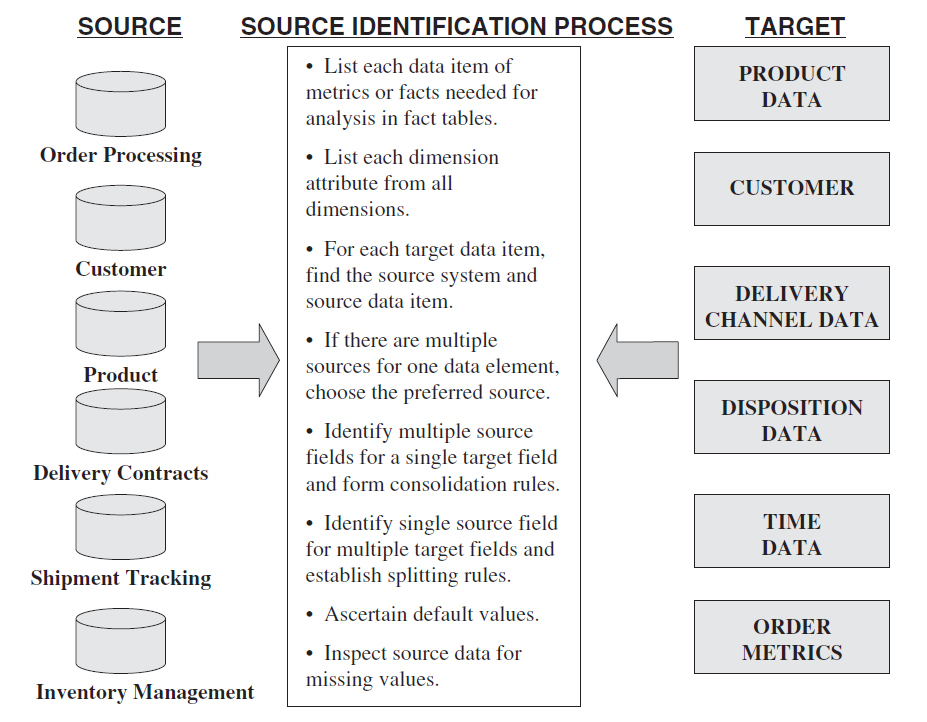 SOURCE
SOURCE IDENTIFICATION PROCESS
TARGET
Order Processing
Customer
Product
Delivery Contracts
Shipment Tracking
Inventory Management
• List each data item of
metrics or facts needed for
analysis in fact tables.
• List each dimension
attribute from all
dimensions.
• For each target data item,
find the source system and
source data item.
• If there are multiple
sources for one data element,
choose the preferred source.
• Identify multiple source
fields for a single target field
and form consolidation rules.
• Identify single source field
for multiple target fields and
establish splitting rules.
• Ascertain default values.
• Inspect source data for
missing values.
PRODUCT
DATA
CUSTOMER
DELIVERY
CHANNEL DATA
DISPOSITION
DATA
TIME
DATA
ORDER
METRICS